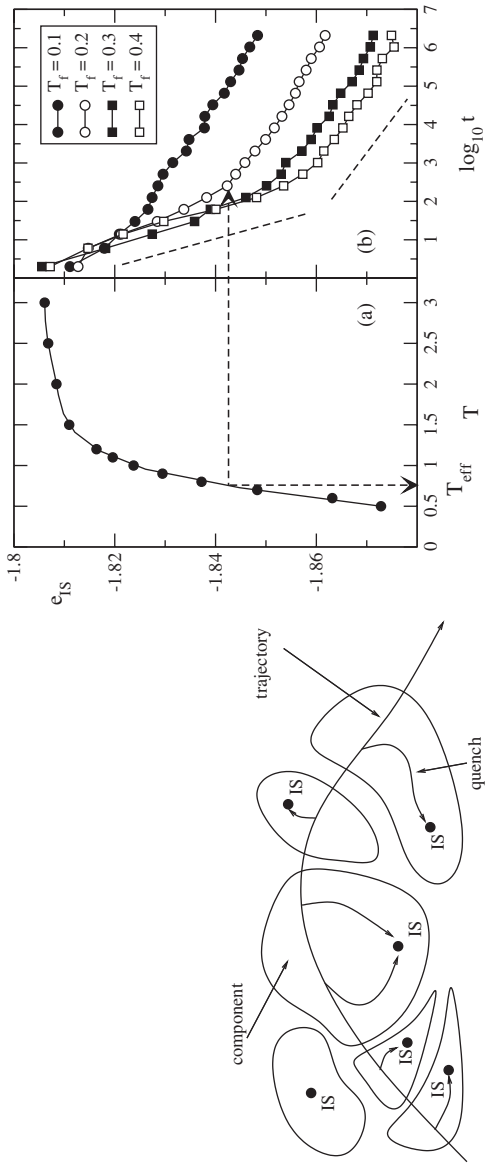 IS
component
IS
IS
IS
IS
IS
trajectory
quench
e_IS
-1.8
-1.82
-1.84
-1.86
0
0.5
1
1.5
2
2.5
3
T_eff
T
(a)
(b)
T_f = 0.1
T_f = 0.2
T_f = 0.3
T_f = 0.4
1
2
3
4
5
6
7
log_10 t